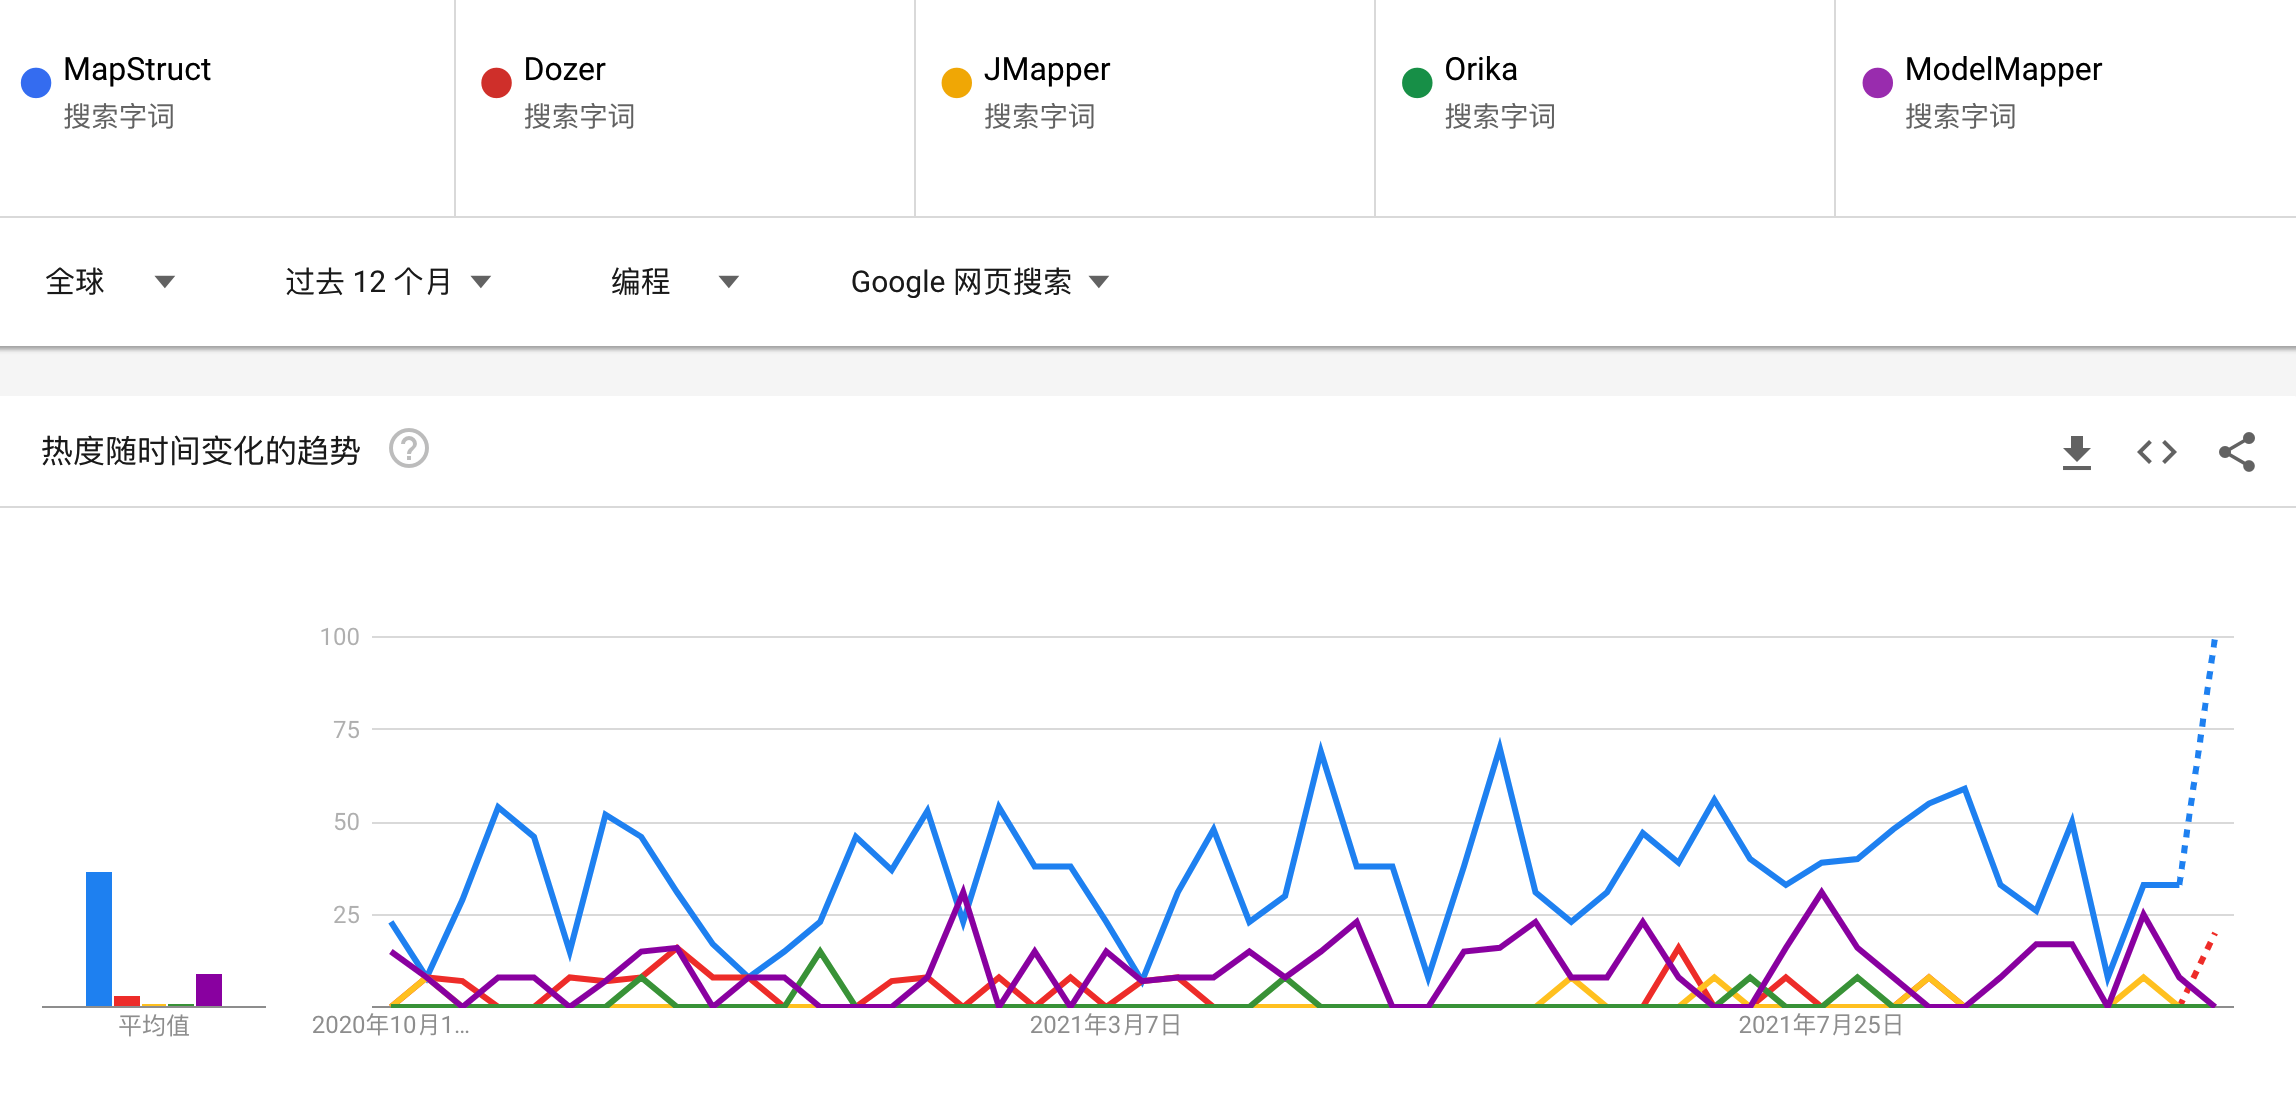 MapStruct
搜索字词
Dozer
搜索字词
JMapper
搜索字词
Orika
搜索字词
ModelMapper
搜索字词
全球
过去 12 个月
编程
Google 网页搜索
热度随时间变化的趋势
?
100
75
50
25
平均值
2020年10月1...
2021年3月7日
2021年7月25日